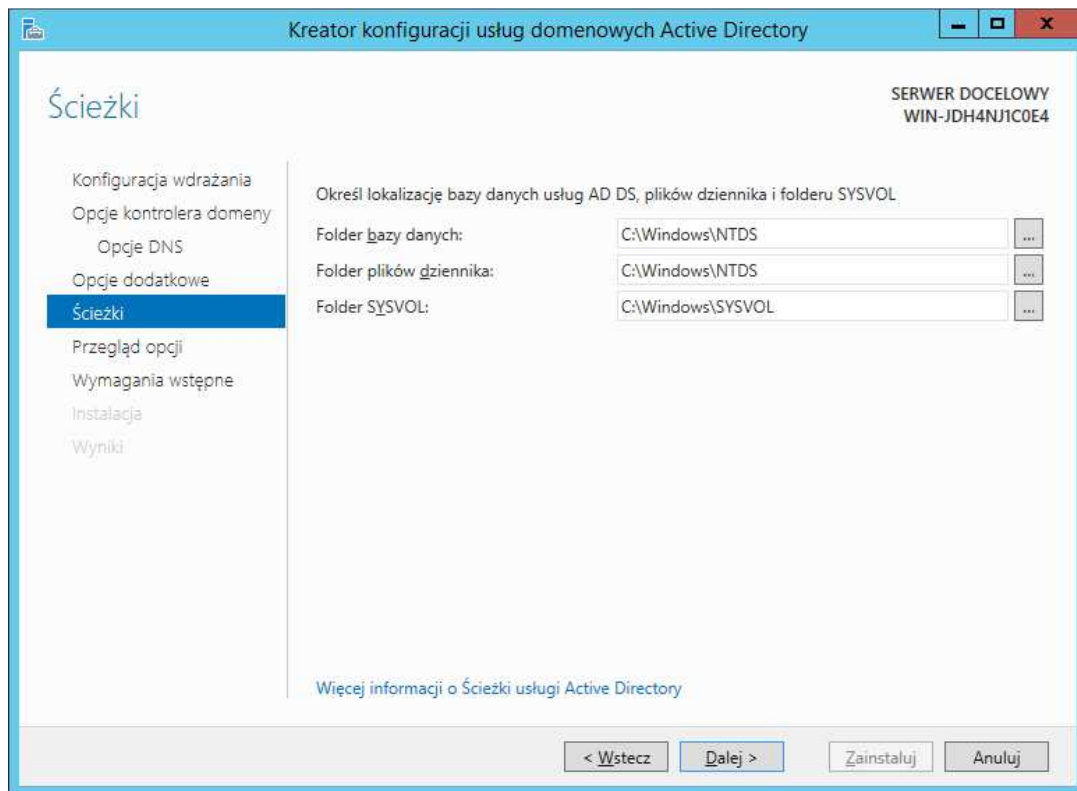 Kreator konfiguracji usług domenowych Active Directory
Ścieżki
SERWER DOCELOWY
WIN-JDH4NJ1C0E4
Konfiguracja wdrażania
Opcje kontrolera domeny
Opcje DNS
Opcje dodatkowe
Ścieżki
Przegląd opcji
Wymagania wstępne
Instalacja
Wyniki
Określ lokalizację bazy danych usług AD DS, plików dziennika i folderu SYSVOL
Folder bazy danych: C:\Windows\NTDS ...
Folder plików dziennika: C:\Windows\NTDS ...
Folder SYSVOL: C:\Windows\SYSVOL ...
Więcej informacji o Ścieżki usługi Active Directory
< Wstecz Dalej > Zainstaluj Anuluj